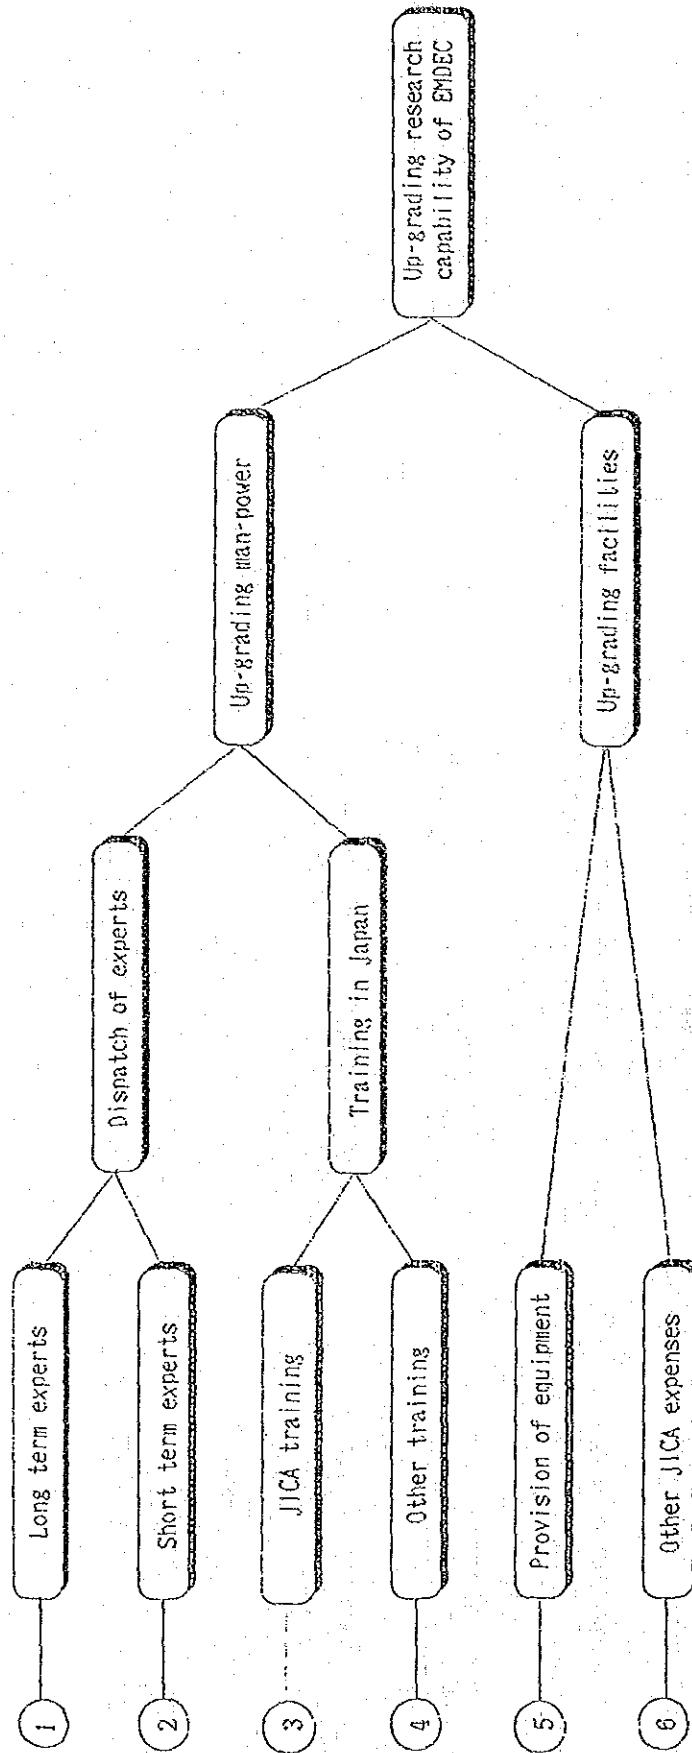 1
Long term experts
2
Short term experts
Dispatch of experts
3
JICA training
4
Other training
Training in Japan
Up-grading man-power
5
Provision of equipment
6
Other JICA expenses
Up-grading facilities
Up-grading research
capability of EMDEC